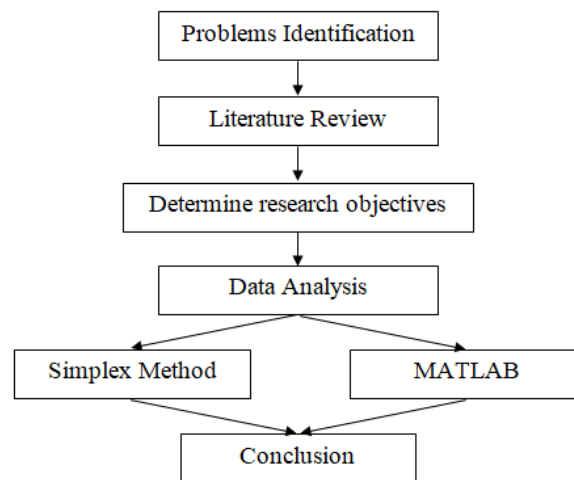 Problems Identification
Literature Review
Determine research objectives
Data Analysis
Simplex Method
MATLAB
Conclusion